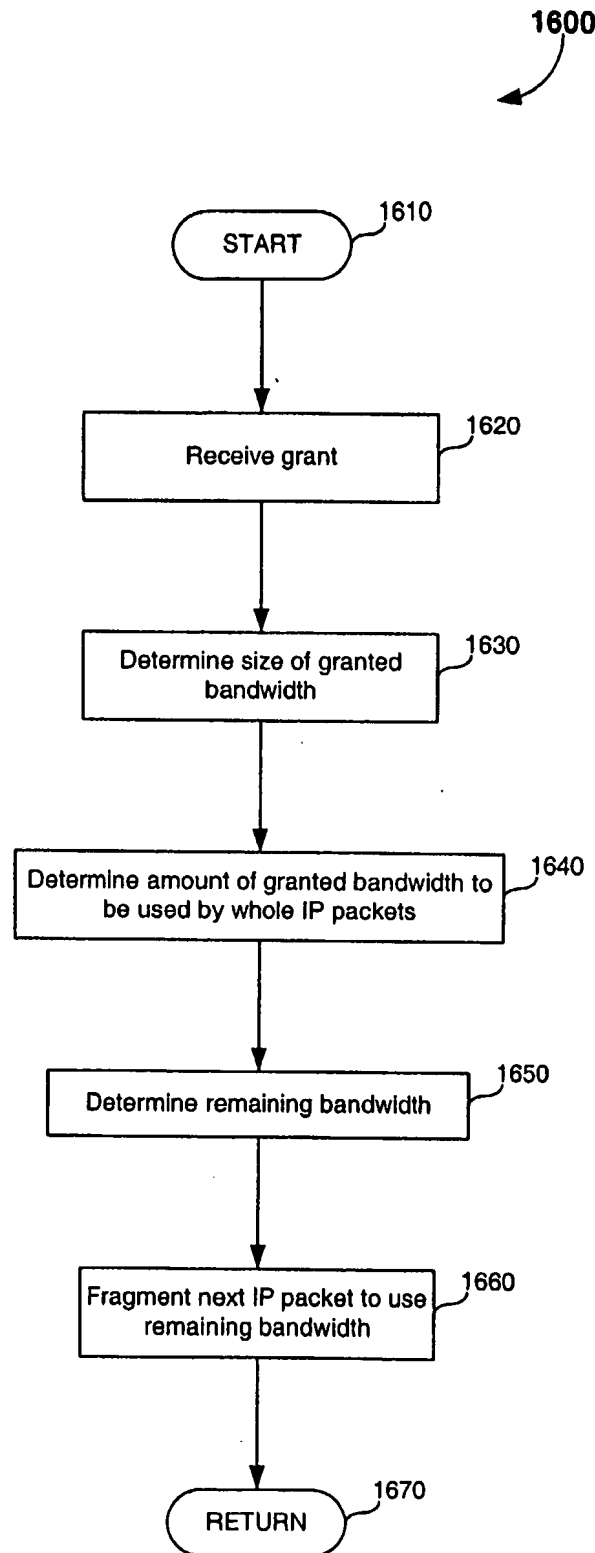 1600
START
1610
Receive grant
1620
Determine size of granted
bandwidth
1630
Determine amount of granted bandwidth to
be used by whole IP packets
1640
Determine remaining bandwidth
1650
Fragment next IP packet to use
remaining bandwidth
1660
RETURN
1670